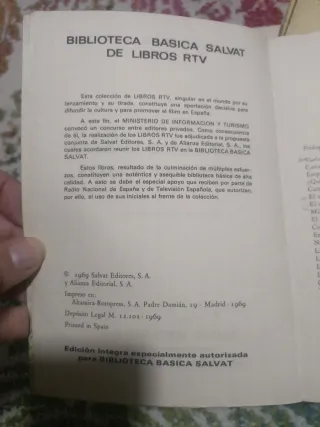 BIBLIOTECA BASICA SALVAT
DE LIBROS RTV
Esta colección de LIBROS RTV, singular en el mundo por su
lanzamiento y su tirada, constituye una aportación decisiva para
difundir la cultura y para promover el libro en España.
A este fin, el MINISTERIO DE INFORMACION Y TURISMO
convocó un concurso entre editores privados. Como consecuencia
de él, la realización de los LIBROS RTV fue adjudicada a la propuesta
conjunta de Salvat Editores, S. A., y de Alianza Editorial, S. A., las
cuales acordaron reunir los LIBROS RTV en la BIBLIOTECA BASICA
SALVAT.
Estos libros, resultado de la culminación de múltiples esfuer-
zos, constituyen una auténtica y asequible biblioteca básica de alta
calidad. A esto se debe el especial apoyo que reciben por parte de
Radio Nacional de España y de Televisión Española, que autorizan,
por ello, el uso de sus iniciales al frente de la colección.
© 1969 Salvat Editores, S. A.
y Alianza Editorial, S. A.
Impreso en:
Altamira-Rotopress, S. A. Padre Damián, 19 - Madrid - 1969
Depósito Legal M. 11.101 - 1969
Printed in Spain
Edición íntegra especialmente autorizada
para BIBLIOTECA BASICA SALVAT